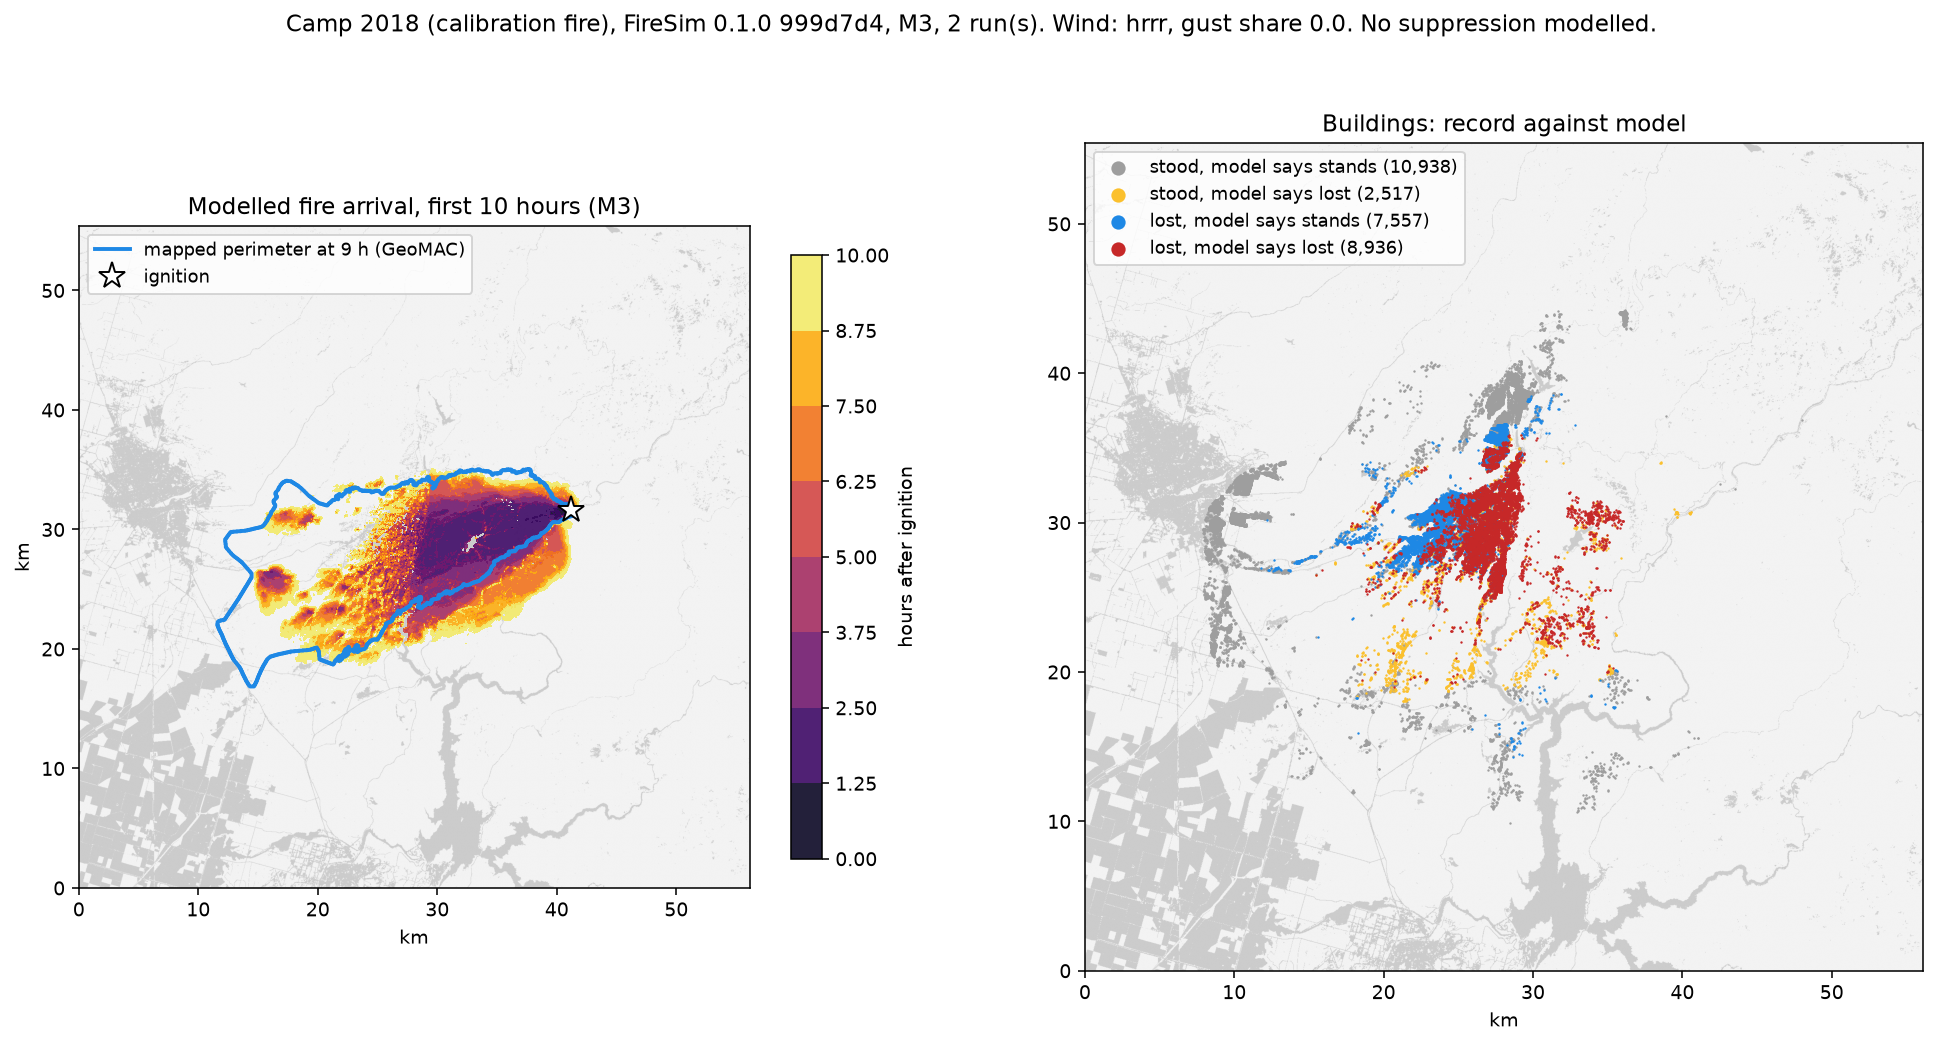 Camp 2018 (calibration fire), FireSim 0.1.0 999d7d4, M3, 2 run(s). Wind: hrrr, gust share 0.0. No suppression modelled.
Modelled fire arrival, first 10 hours (M3)
mapped perimeter at 9 h (GeoMAC)
ignition
50
40
30
20
10
0
km
0 10 20 30 40 50
km
10.00
8.75
7.50
6.25
5.00
3.75
2.50
1.25
0.00
hours after ignition
Buildings: record against model
stood, model says stands (10,938)
stood, model says lost (2,517)
lost, model says stands (7,557)
lost, model says lost (8,936)
50
40
30
20
10
0
km
0 10 20 30 40 50
km